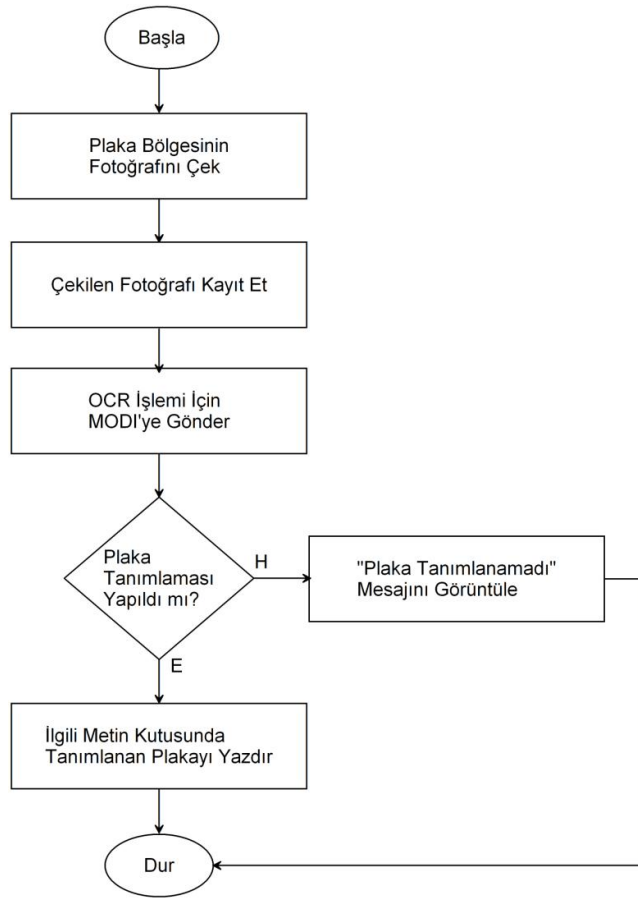 Başla
Plaka Bölgesinin
Fotoğrafını Çek
Çekilen Fotoğrafı Kayıt Et
OCR İşlemi İçin
MODI'ye Gönder
Plaka
Tanımlaması
Yapıldı mı?
H
"Plaka Tanımlanamadı"
Mesajını Görüntüle
E
İlgili Metin Kutusunda
Tanımlanan Plakayı Yazdır
Dur